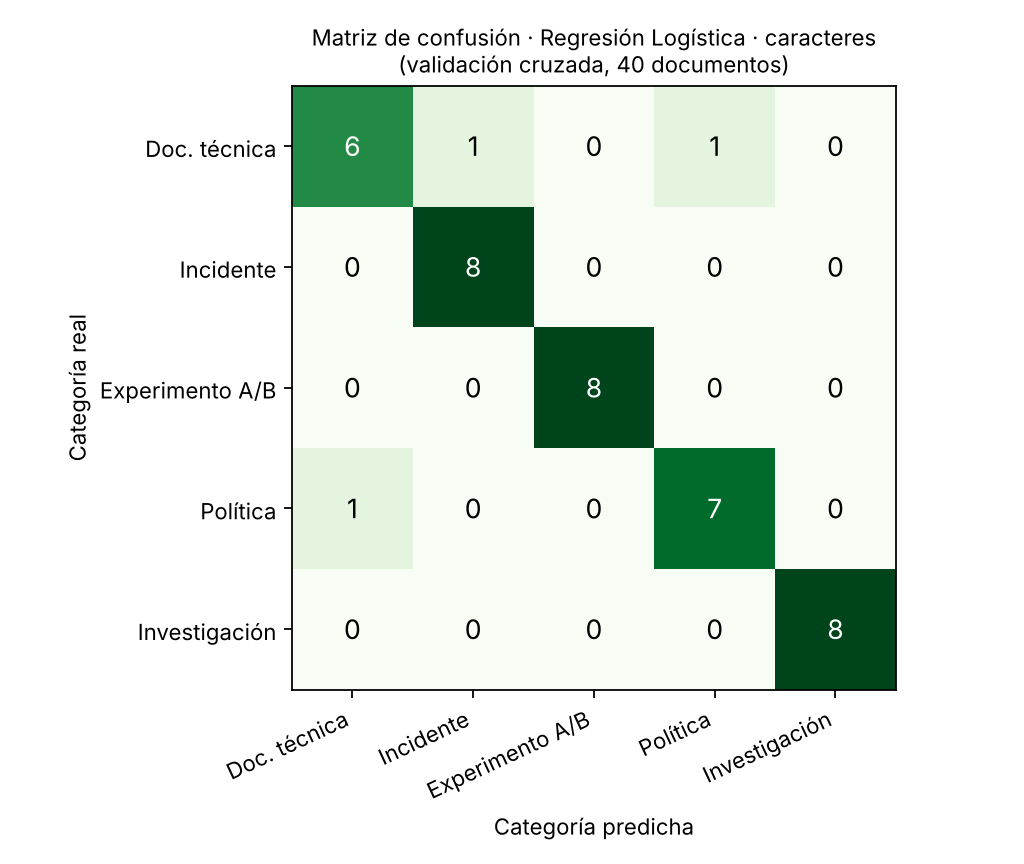 Matriz de confusión · Regresión Logística · caracteres
(validación cruzada, 40 documentos)
Categoría real
Doc. técnica 6 1 0 1 0
Incidente 0 8 0 0 0
Experimento A/B 0 0 8 0 0
Política 1 0 0 7 0
Investigación 0 0 0 0 8
Doc. técnica Incidente Experimento A/B Política Investigación
Categoría predicha